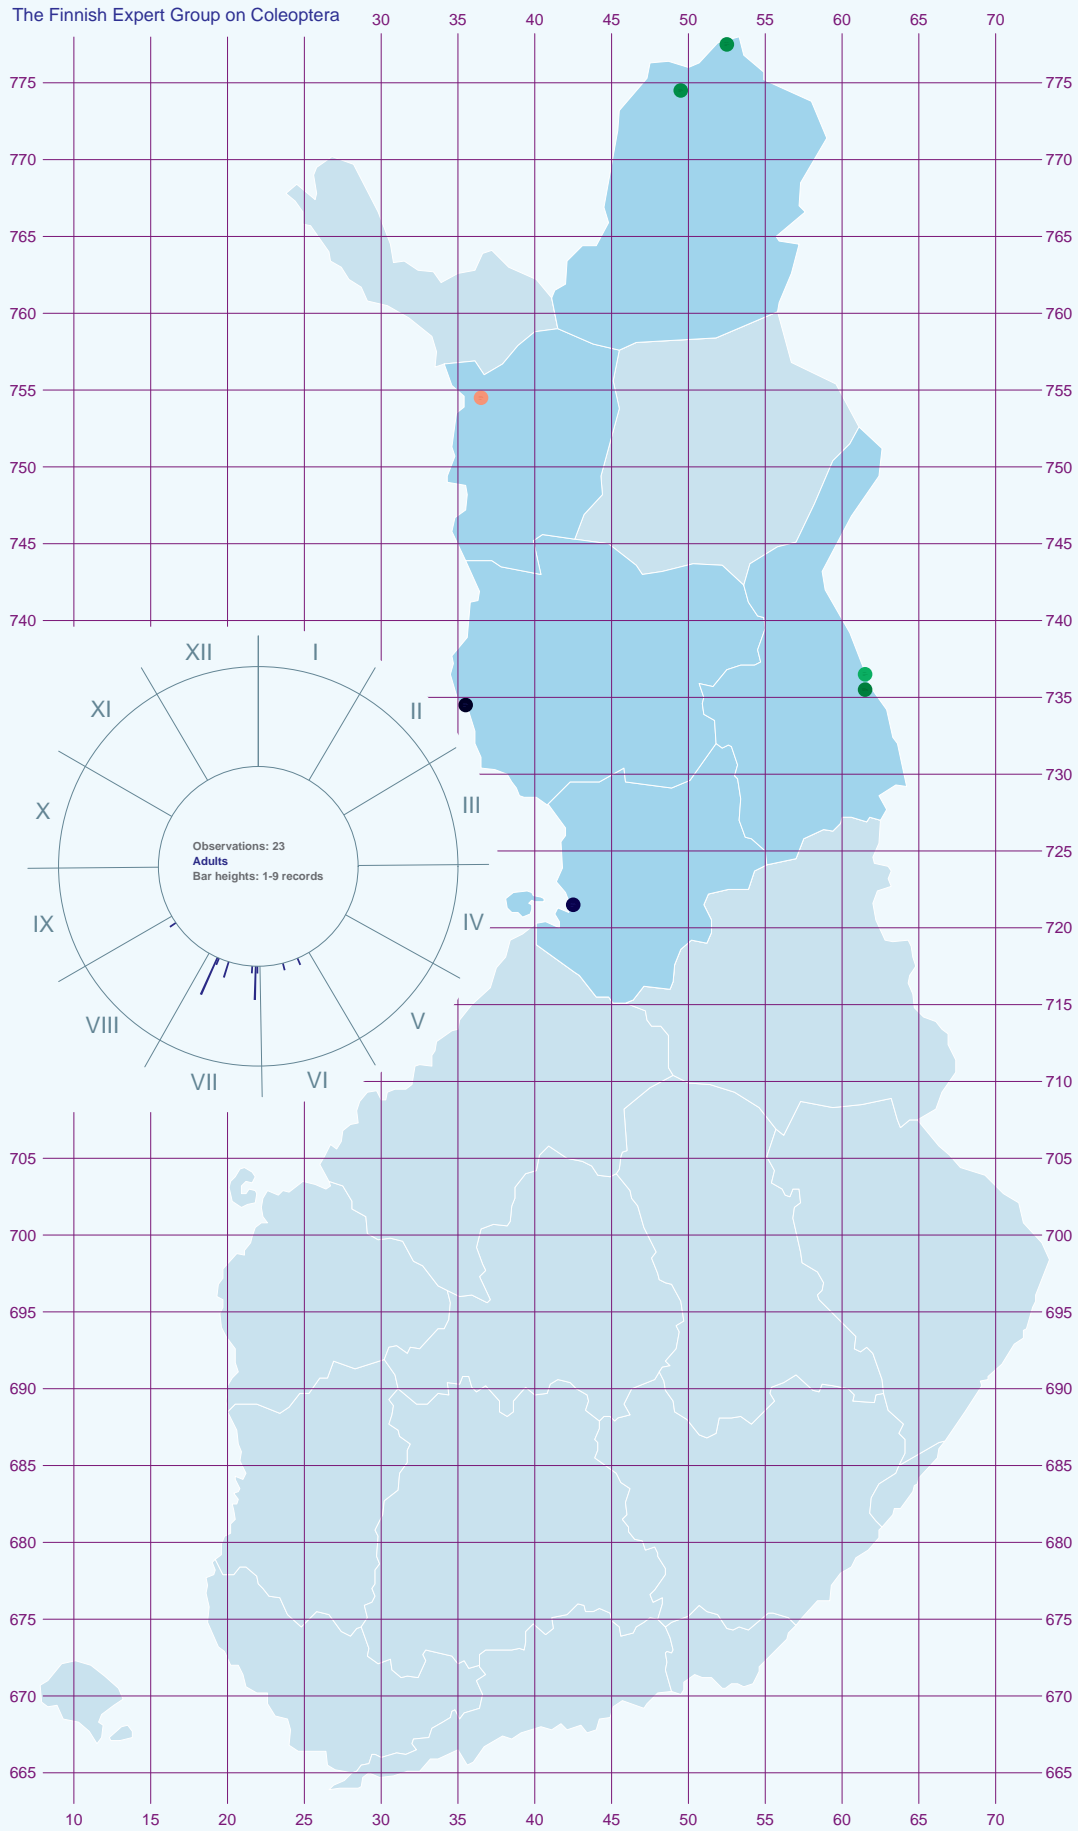 The Finnish Expert Group on Coleoptera
30 35 40 45 50 55 60 65 70
775 775
770 770
765 765
760 760
755 755
750 750
745 745
740 740
XII I
XI II
735
730
X III
Observations: 23
Adults
Bar heights: 1-9 records
725
IX IV
720
VIII V
715
VII VI
710
705 705
700 700
695 695
690 690
685 685
680 680
675 675
670 670
665 665
10 15 20 25 30 35 40 45 50 55 60 65 70